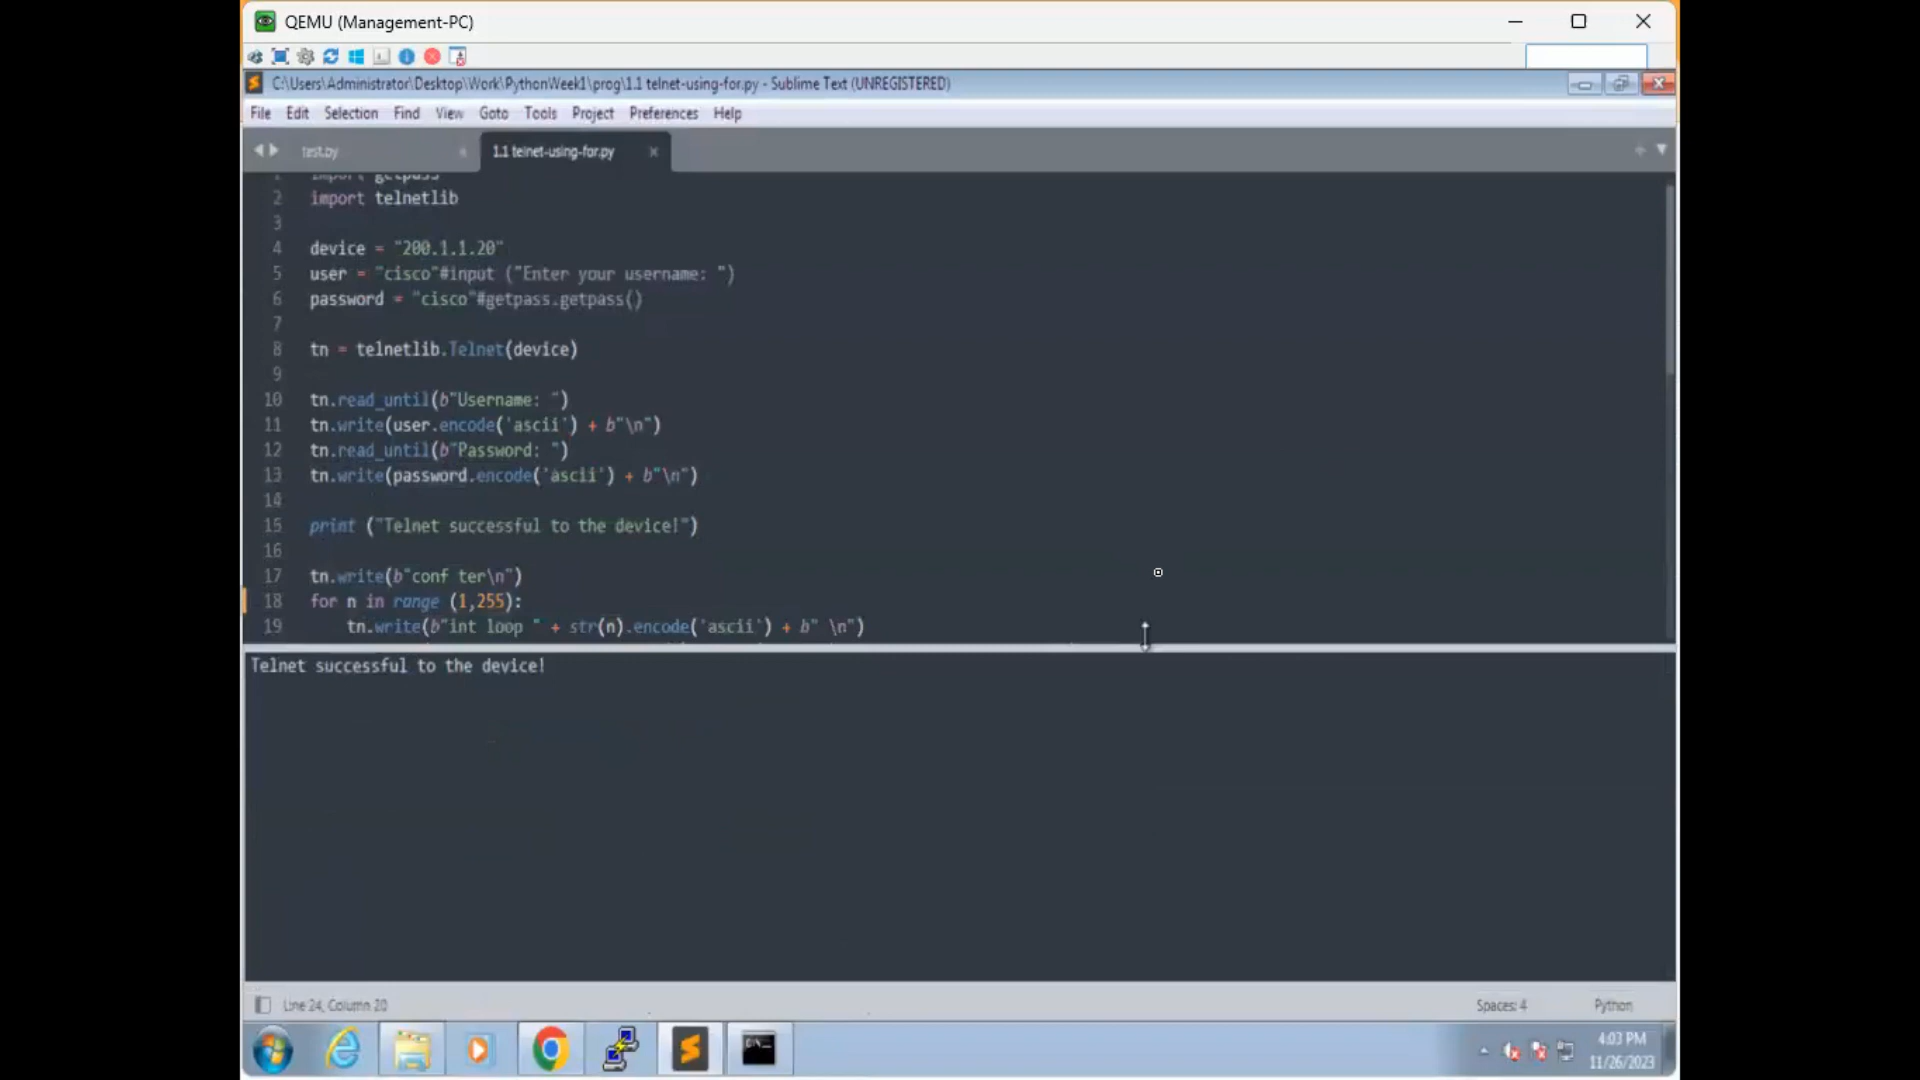 QEMU (Management-PC)
C:\Users\Administrator\Desktop\Work\PythonWeek1\prog\1.1 telnet-using-for.py - Sublime Text (UNREGISTERED)
File Edit Selection Find View Goto Tools Project Preferences Help
test.py 1.1 telnet-using-for.py
1 import getpass
2 import telnetlib
3
4 device = "200.1.1.20"
5 user = "cisco"#input ("Enter your username: ")
6 password = "cisco"#getpass.getpass()
7
8 tn = telnetlib.Telnet(device)
9
10 tn.read_until(b"Username: ")
11 tn.write(user.encode('ascii') + b"\n")
12 tn.read_until(b"Password: ")
13 tn.write(password.encode('ascii') + b"\n")
14
15 print ("Telnet successful to the device!")
16
17 tn.write(b"conf ter\n")
18 for n in range (1,255):
19 tn.write(b"int loop " + str(n).encode('ascii') + b" \n")
Telnet successful to the device!
Line 24, Column 20 Spaces: 4 Python
4:03 PM
11/26/2023